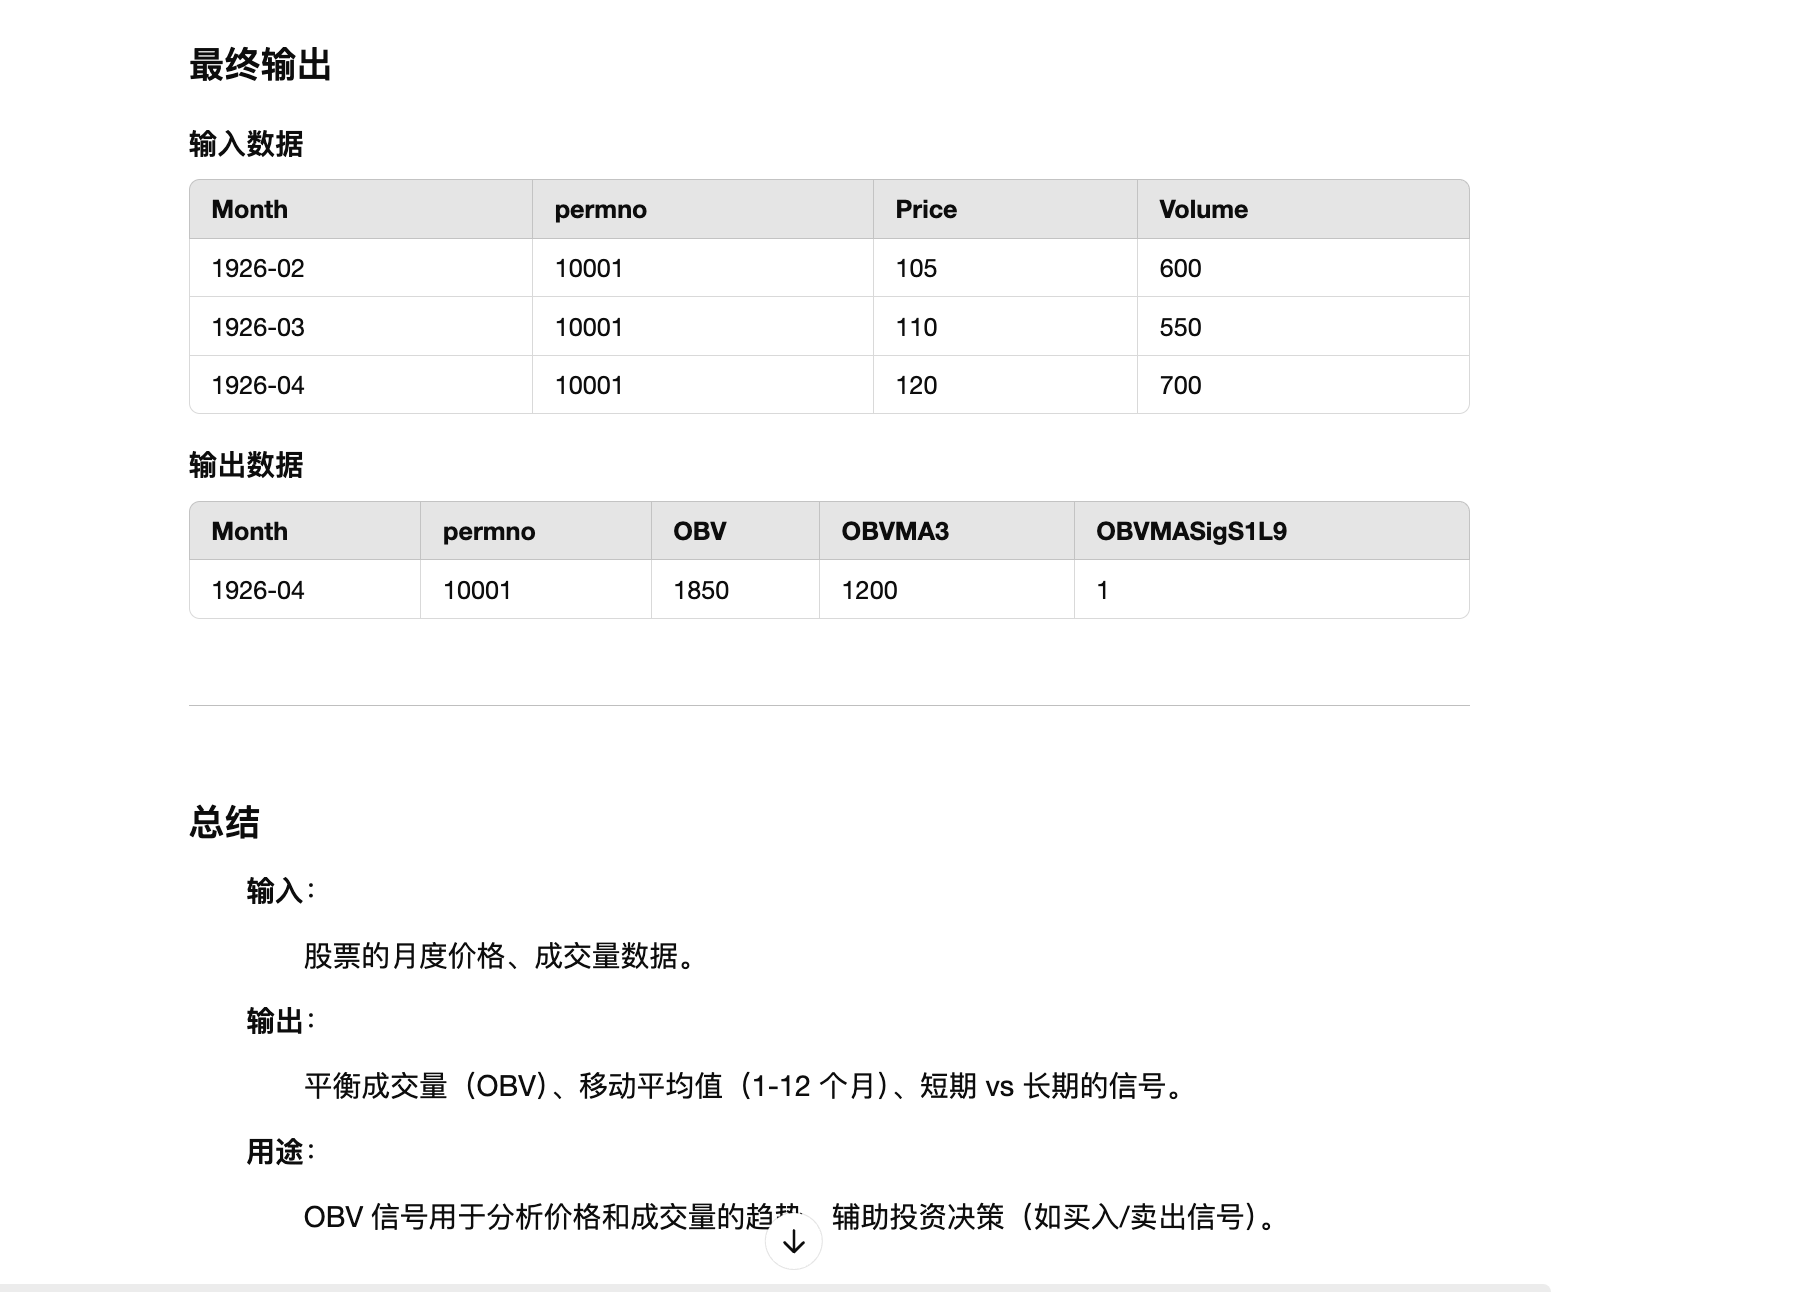 最终输出
输入数据
Month permno Price Volume
1926-02 10001 105 600
1926-03 10001 110 550
1926-04 10001 120 700
输出数据
Month permno OBV OBVMA3 OBVMASigS1L9
1926-04 10001 1850 1200 1
总结
输入：
股票的月度价格、成交量数据。
输出：
平衡成交量（OBV）、移动平均值（1-12 个月）、短期 vs 长期的信号。
用途：
OBV 信号用于分析价格和成交量的趋 辅助投资决策（如买入/卖出信号）。